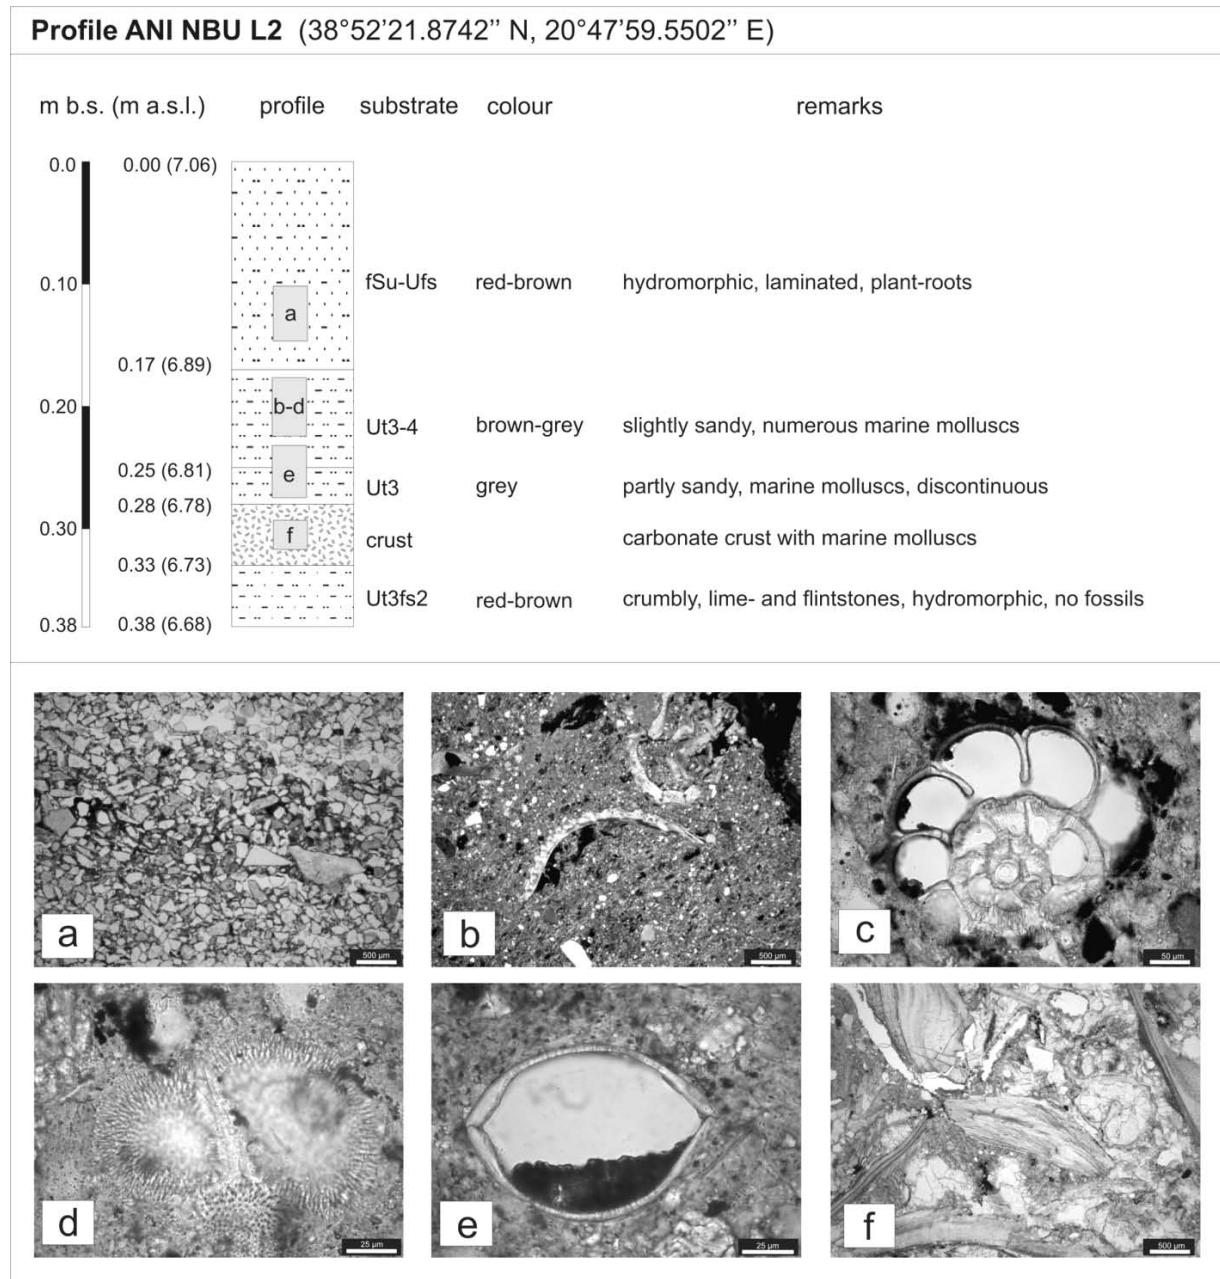 Profile ANI NBU L2 (38°52'21.8742’’ N, 20°47’59.5502’’ E)
m b.s. (m a.s.l.) profile substrate colour remarks
0.0 0.00 (7.06)
0.10 fSu-Ufs red-brown hydromorphic, laminated, plant-roots
a
0.17 (6.89)
0.20 b-d
Ut3-4 brown-grey slightly sandy, numerous marine molluscs
0.25 (6.81)
e
Ut3 grey partly sandy, marine molluscs, discontinuous
0.28 (6.78)
0.30 f
crust carbonate crust with marine molluscs
0.33 (6.73)
Ut3fs2 red-brown crumbly, lime- and flintstones, hydromorphic, no fossils
0.38 0.38 (6.68)
a 500 µm
b 500 µm
c 50 µm
d 25 µm
e 25 µm
f 500 µm